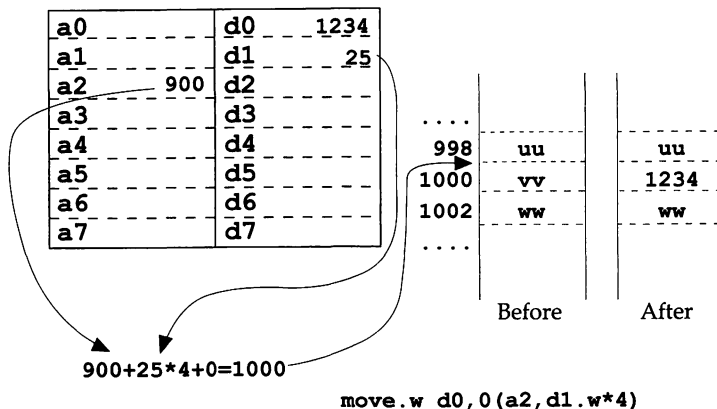 a0 d0 1234
a1 d1 25
a2 900 d2
a3 d3
a4 d4
a5 d5
a6 d6
a7 d7
....
998 uu uu
1000 vv 1234
1002 ww ww
....
Before After
900+25*4+0=1000
move.w d0,0(a2,d1.w*4)